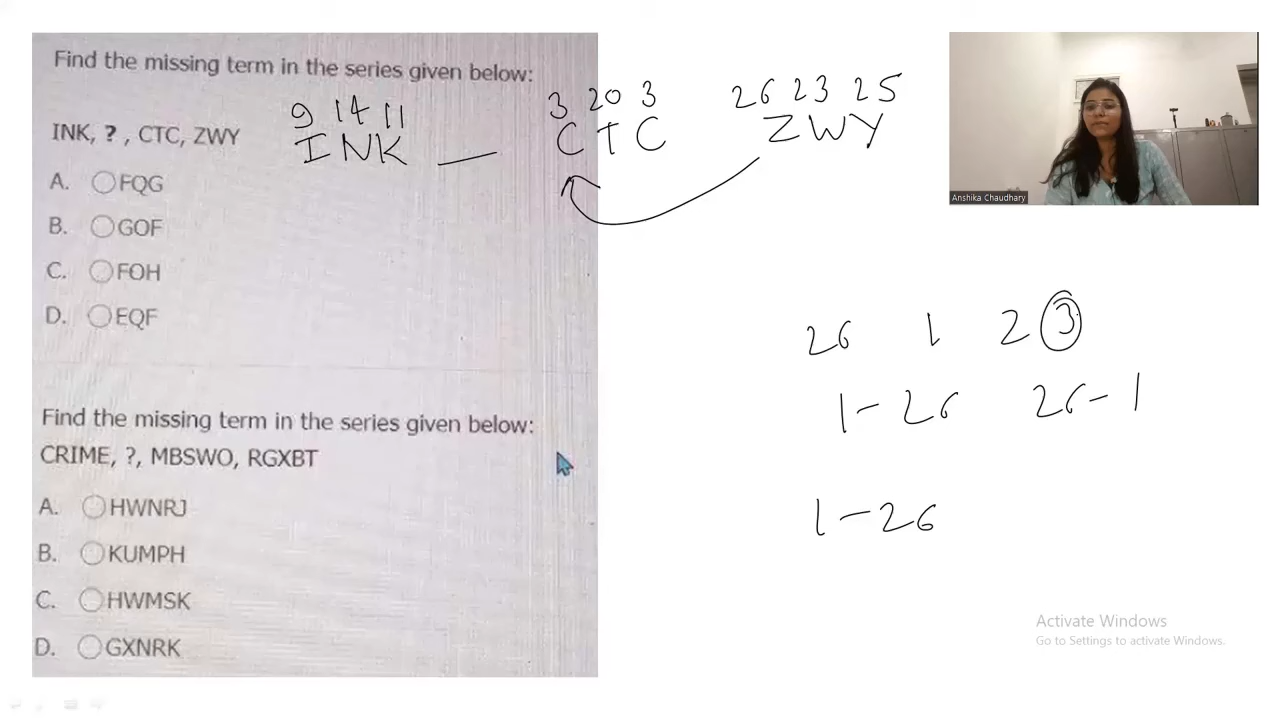 Find the missing term in the series given below:
INK, ? , CTC, ZWY
A. FQG
B. GOF
C. FOH
D. EQF
9 14 11
INK
3 20 3
CTC
26 23 25
ZWY
26 1 2 3
1-26 26-1
1-26
Find the missing term in the series given below:
CRIME, ?, MBSWO, RGXBT
A. HWNRJ
B. KUMPH
C. HWMSK
D. GXNRK
Anshika Chaudhary
Activate Windows
Go to Settings to activate Windows.